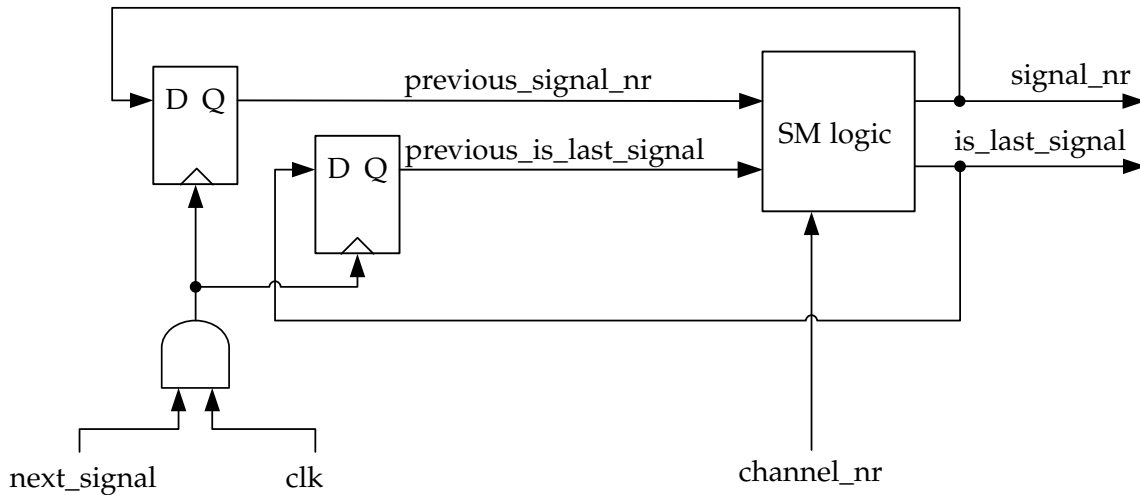 previous_signal_nr
signal_nr
D Q
SM logic
is_last_signal
previous_is_last_signal
D Q
next_signal
clk
channel_nr